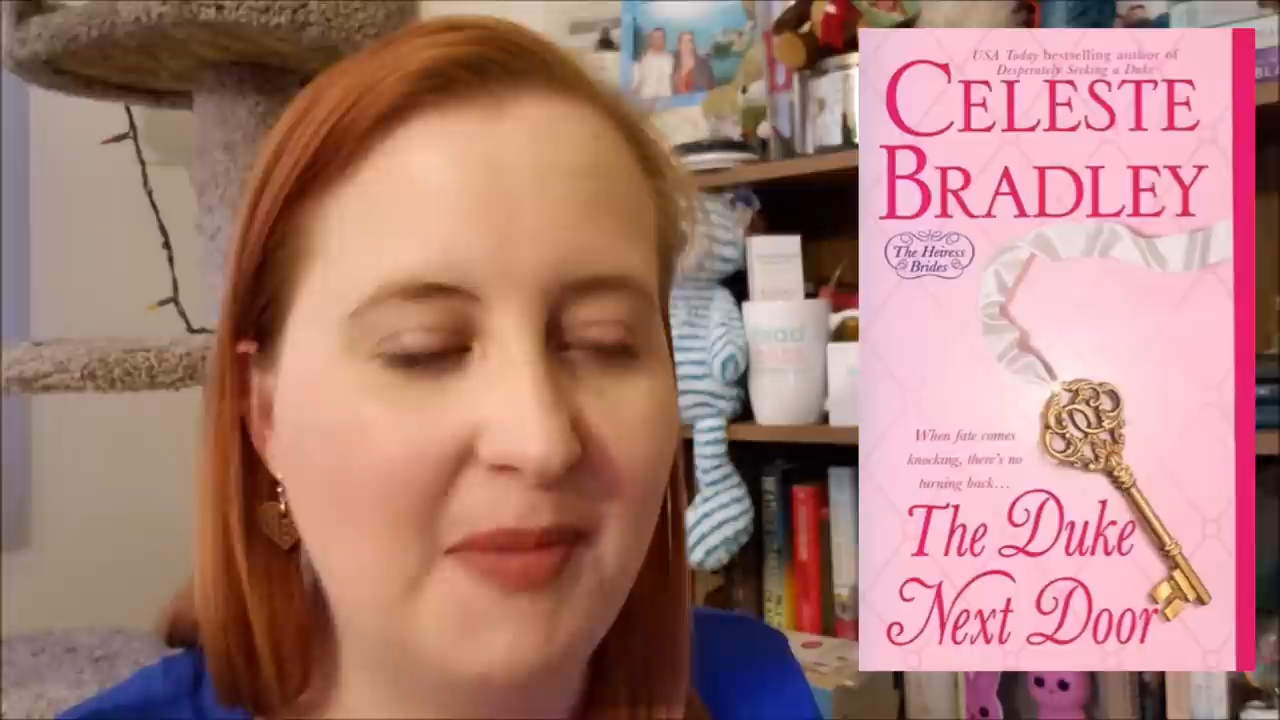 USA Today bestselling author of
Desperately Seeking a Duke
CELESTE
BRADLEY
The Heiress
Brides
When fate comes
knocking, there's no
turning back...
The Duke
Next Door